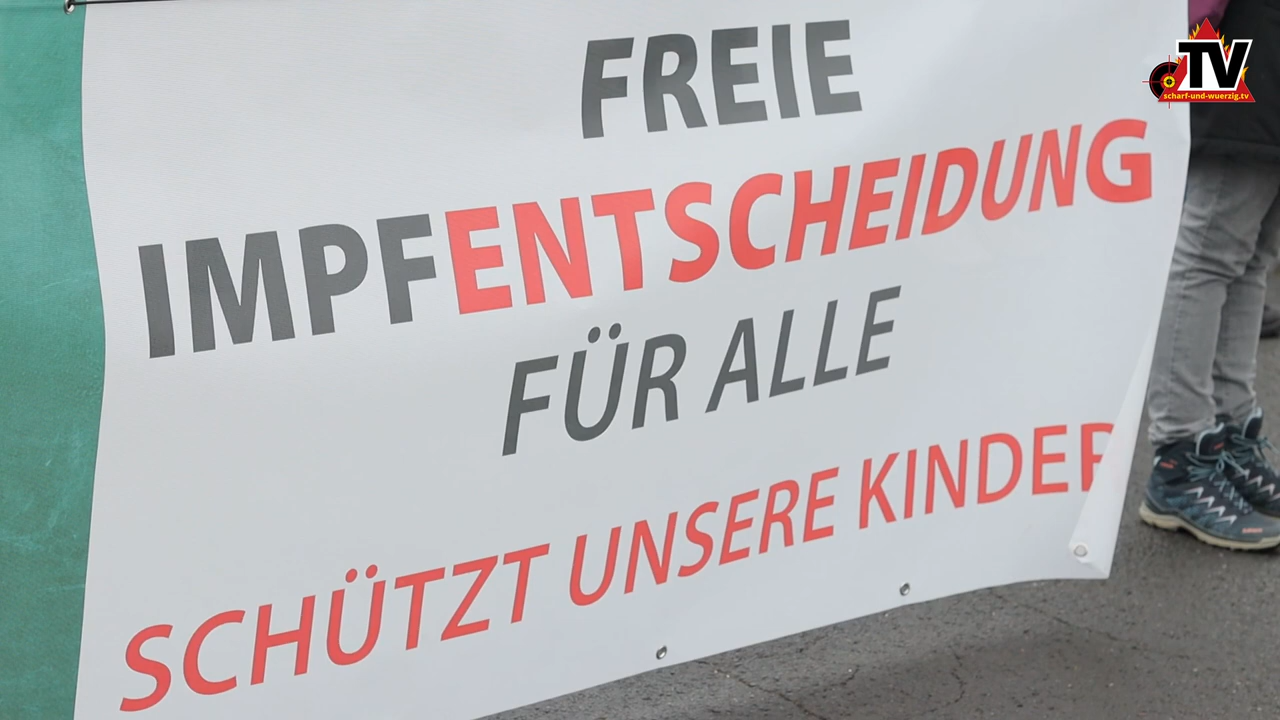 FREIE
IMPFENTSCHEIDUNG
FÜR ALLE
SCHÜTZT UNSERE KINDER
TV
scharf-und-wuerzig.tv